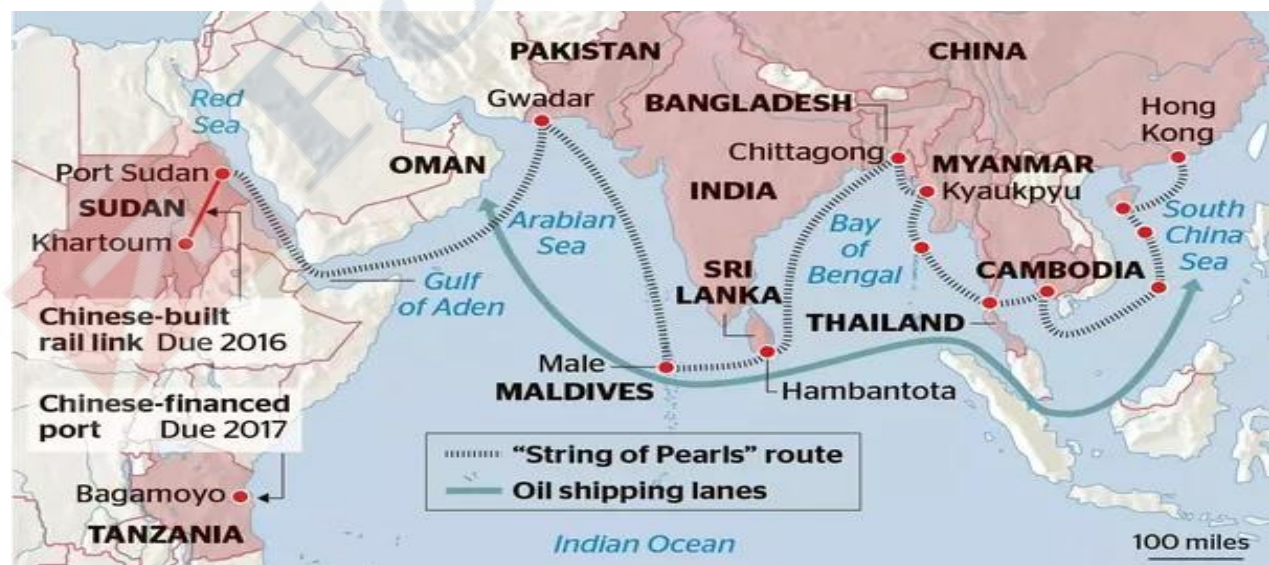 PAKISTAN
CHINA
Red
Sea
Gwadar
BANGLADESH
Hong
Kong
OMAN
Chittagong
MYANMAR
Port Sudan
SUDAN
INDIA
Kyaukpyu
Khartoum
Arabian
Sea
Bay
of
Bengal
South
China
Sea
Gulf
of Aden
SRI
LANKA
CAMBODIA
Chinese-built
rail link Due 2016
THAILAND
Male
MALDIVES
Hambantota
Chinese-financed
port Due 2017
"String of Pearls" route
Oil shipping lanes
Bagamoyo
TANZANIA
Indian Ocean
100 miles